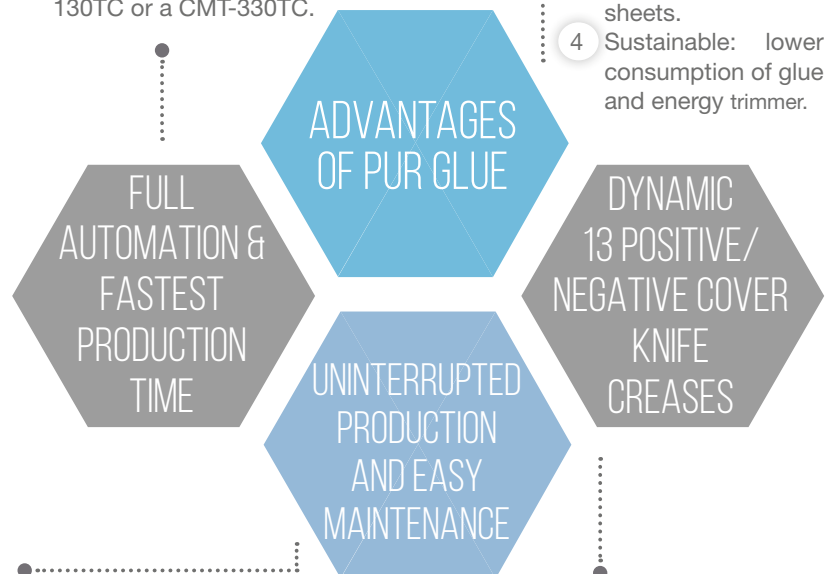 130TC or a CMT-330TC.
sheets.
4 Sustainable: lower
consumption of glue
and energy trimmer.
ADVANTAGES
OF PUR GLUE
FULL
AUTOMATION &
FASTEST
PRODUCTION
TIME
DYNAMIC
13 POSITIVE/
NEGATIVE COVER
KNIFE
CREASES
UNINTERRUPTED
PRODUCTION
AND EASY
MAINTENANCE